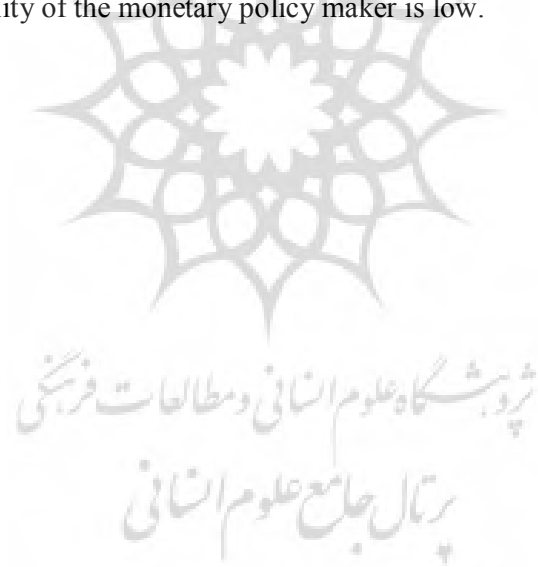 ity of the monetary policy maker is low.
پژوهشگاه علوم انسانی و مطالعات فرهنگی
پرتال جامع علوم انسانی